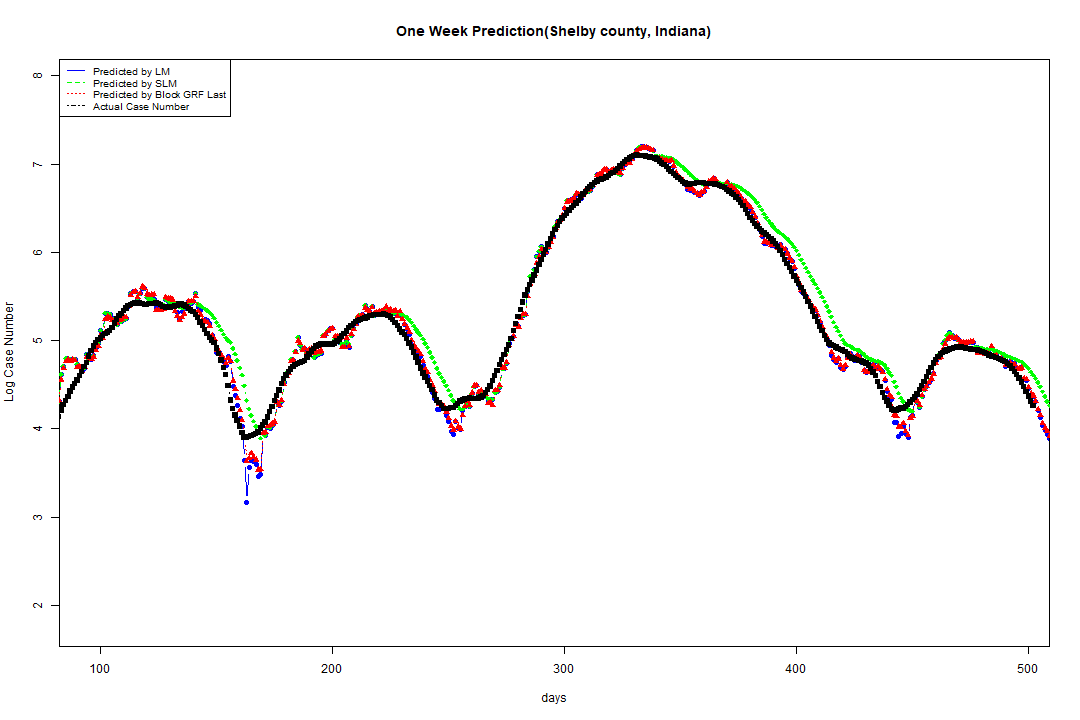 One Week Prediction(Shelby county, Indiana)
Predicted by LM
Predicted by SLM
Predicted by Block GRF Last
Actual Case Number
8
7
6
5
4
3
2
Log Case Number
100 200 300 400 500
days